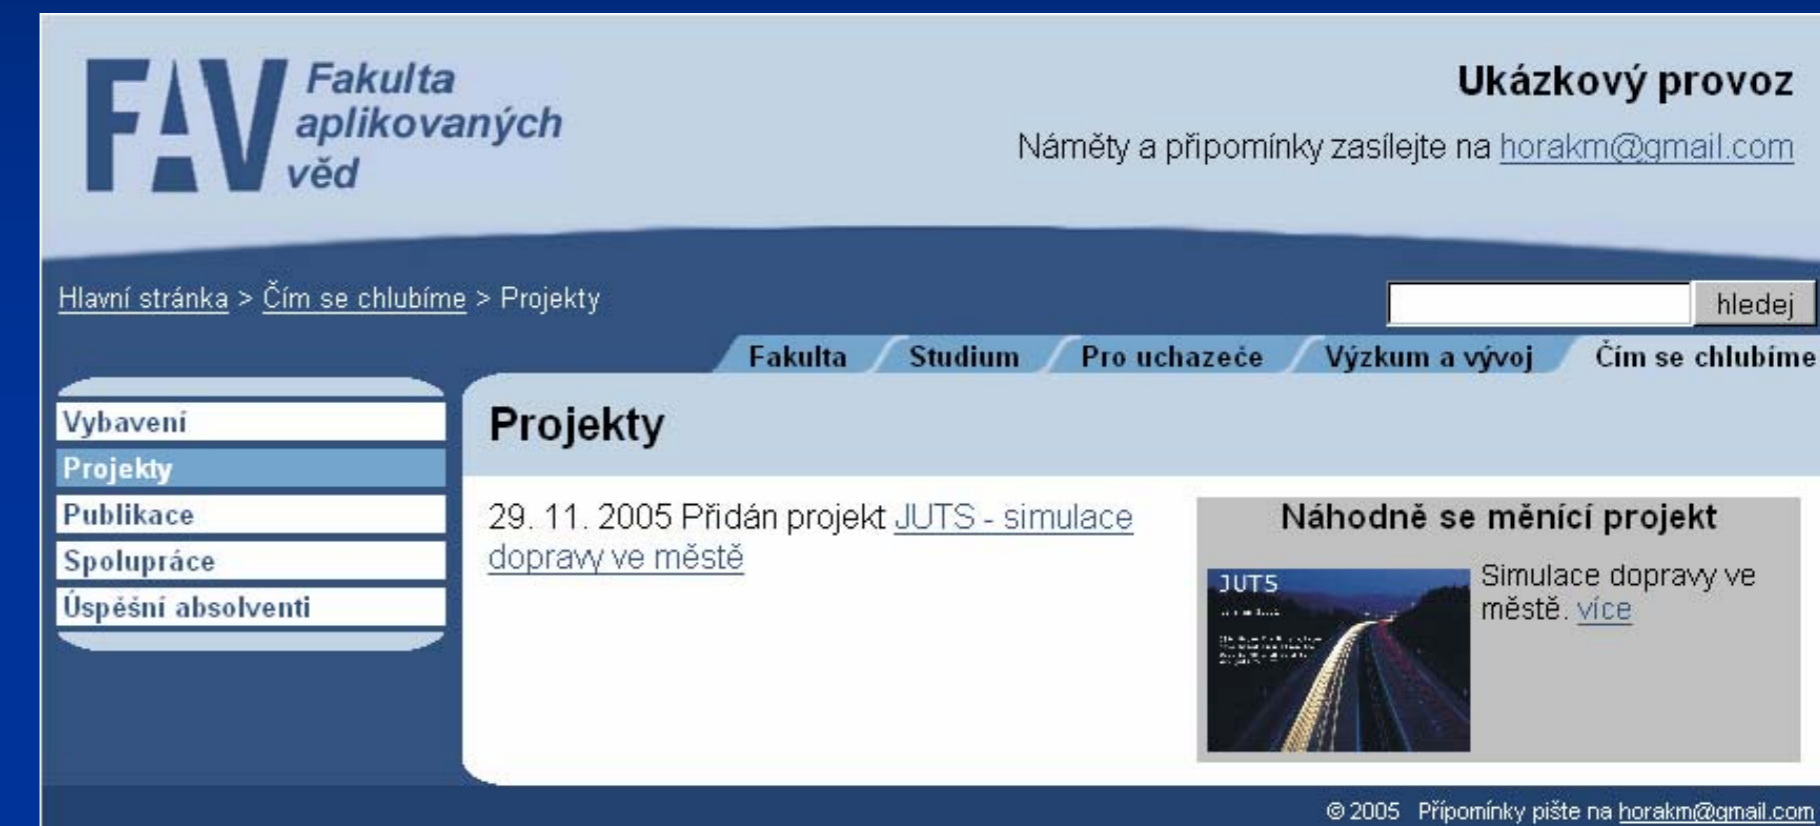 FAV Fakulta
aplikovaných
věd
Ukázkový provoz
Náměty a připomínky zasílejte na horakm@gmail.com
Hlavní stránka > Čím se chlubíme > Projekty
hledej
Fakulta Studium Pro uchazeče Výzkum a vývoj Čím se chlubíme
Vybavení
Projekty
Publikace
Spolupráce
Úspěšní absolventi
Projekty
29. 11. 2005 Přidán projekt JUTS - simulace
dopravy ve městě
Náhodně se měnící projekt
JUTS
Simulace dopravy ve
městě. více
© 2005 Přípomínky pište na horakm@gmail.com